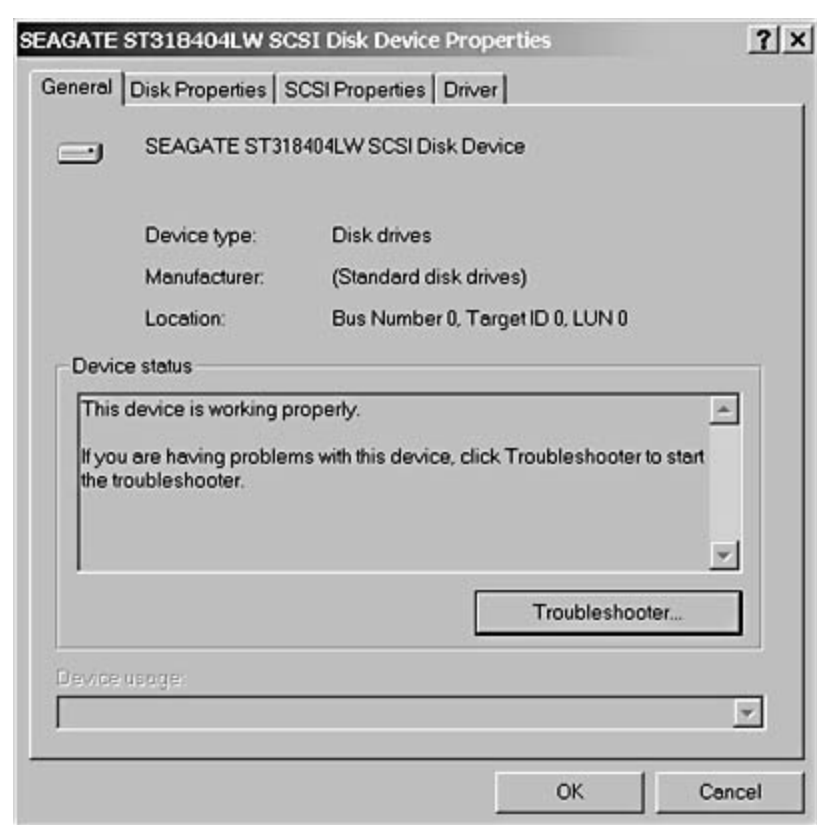 SEAGATE ST318404LW SCSI Disk Device Properties
General Disk Properties SCSI Properties Driver
SEAGATE ST318404LW SCSI Disk Device
Device type: Disk drives
Manufacturer: (Standard disk drives)
Location: Bus Number 0, Target ID 0, LUN 0
Device status
This device is working properly.
If you are having problems with this device, click Troubleshooter to start
the troubleshooter.
Troubleshooter...
Device usage:
OK Cancel